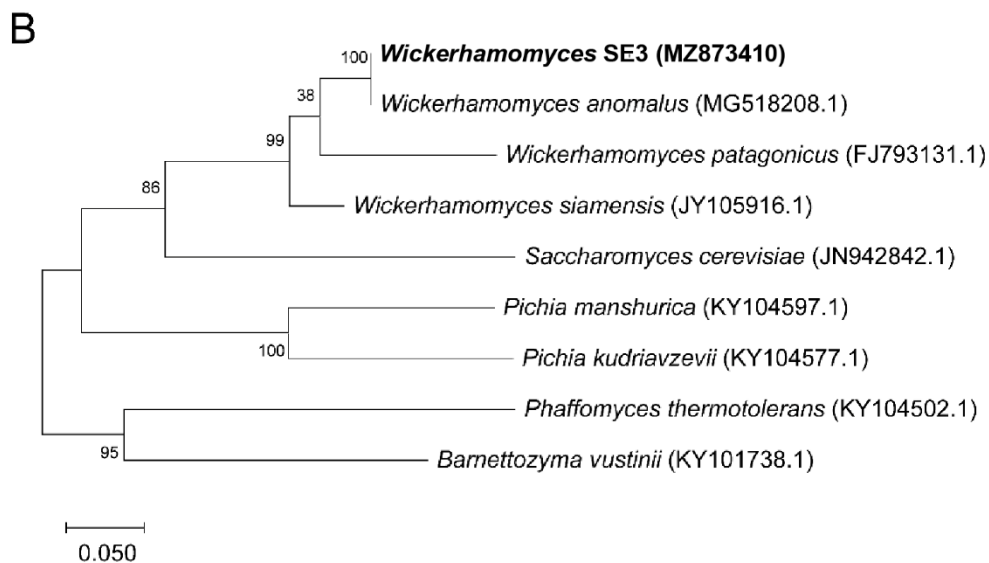 B
100
Wickerhamomyces SE3 (MZ873410)
38
Wickerhamomyces anomalus (MG518208.1)
99
Wickerhamomyces patagonicus (FJ793131.1)
86
Wickerhamomyces siamensis (JY105916.1)
Saccharomyces cerevisiae (JN942842.1)
Pichia manshurica (KY104597.1)
100
Pichia kudriavzevii (KY104577.1)
Phaffomyces thermotolerans (KY104502.1)
95
Barnettozyma vustinii (KY101738.1)
0.050